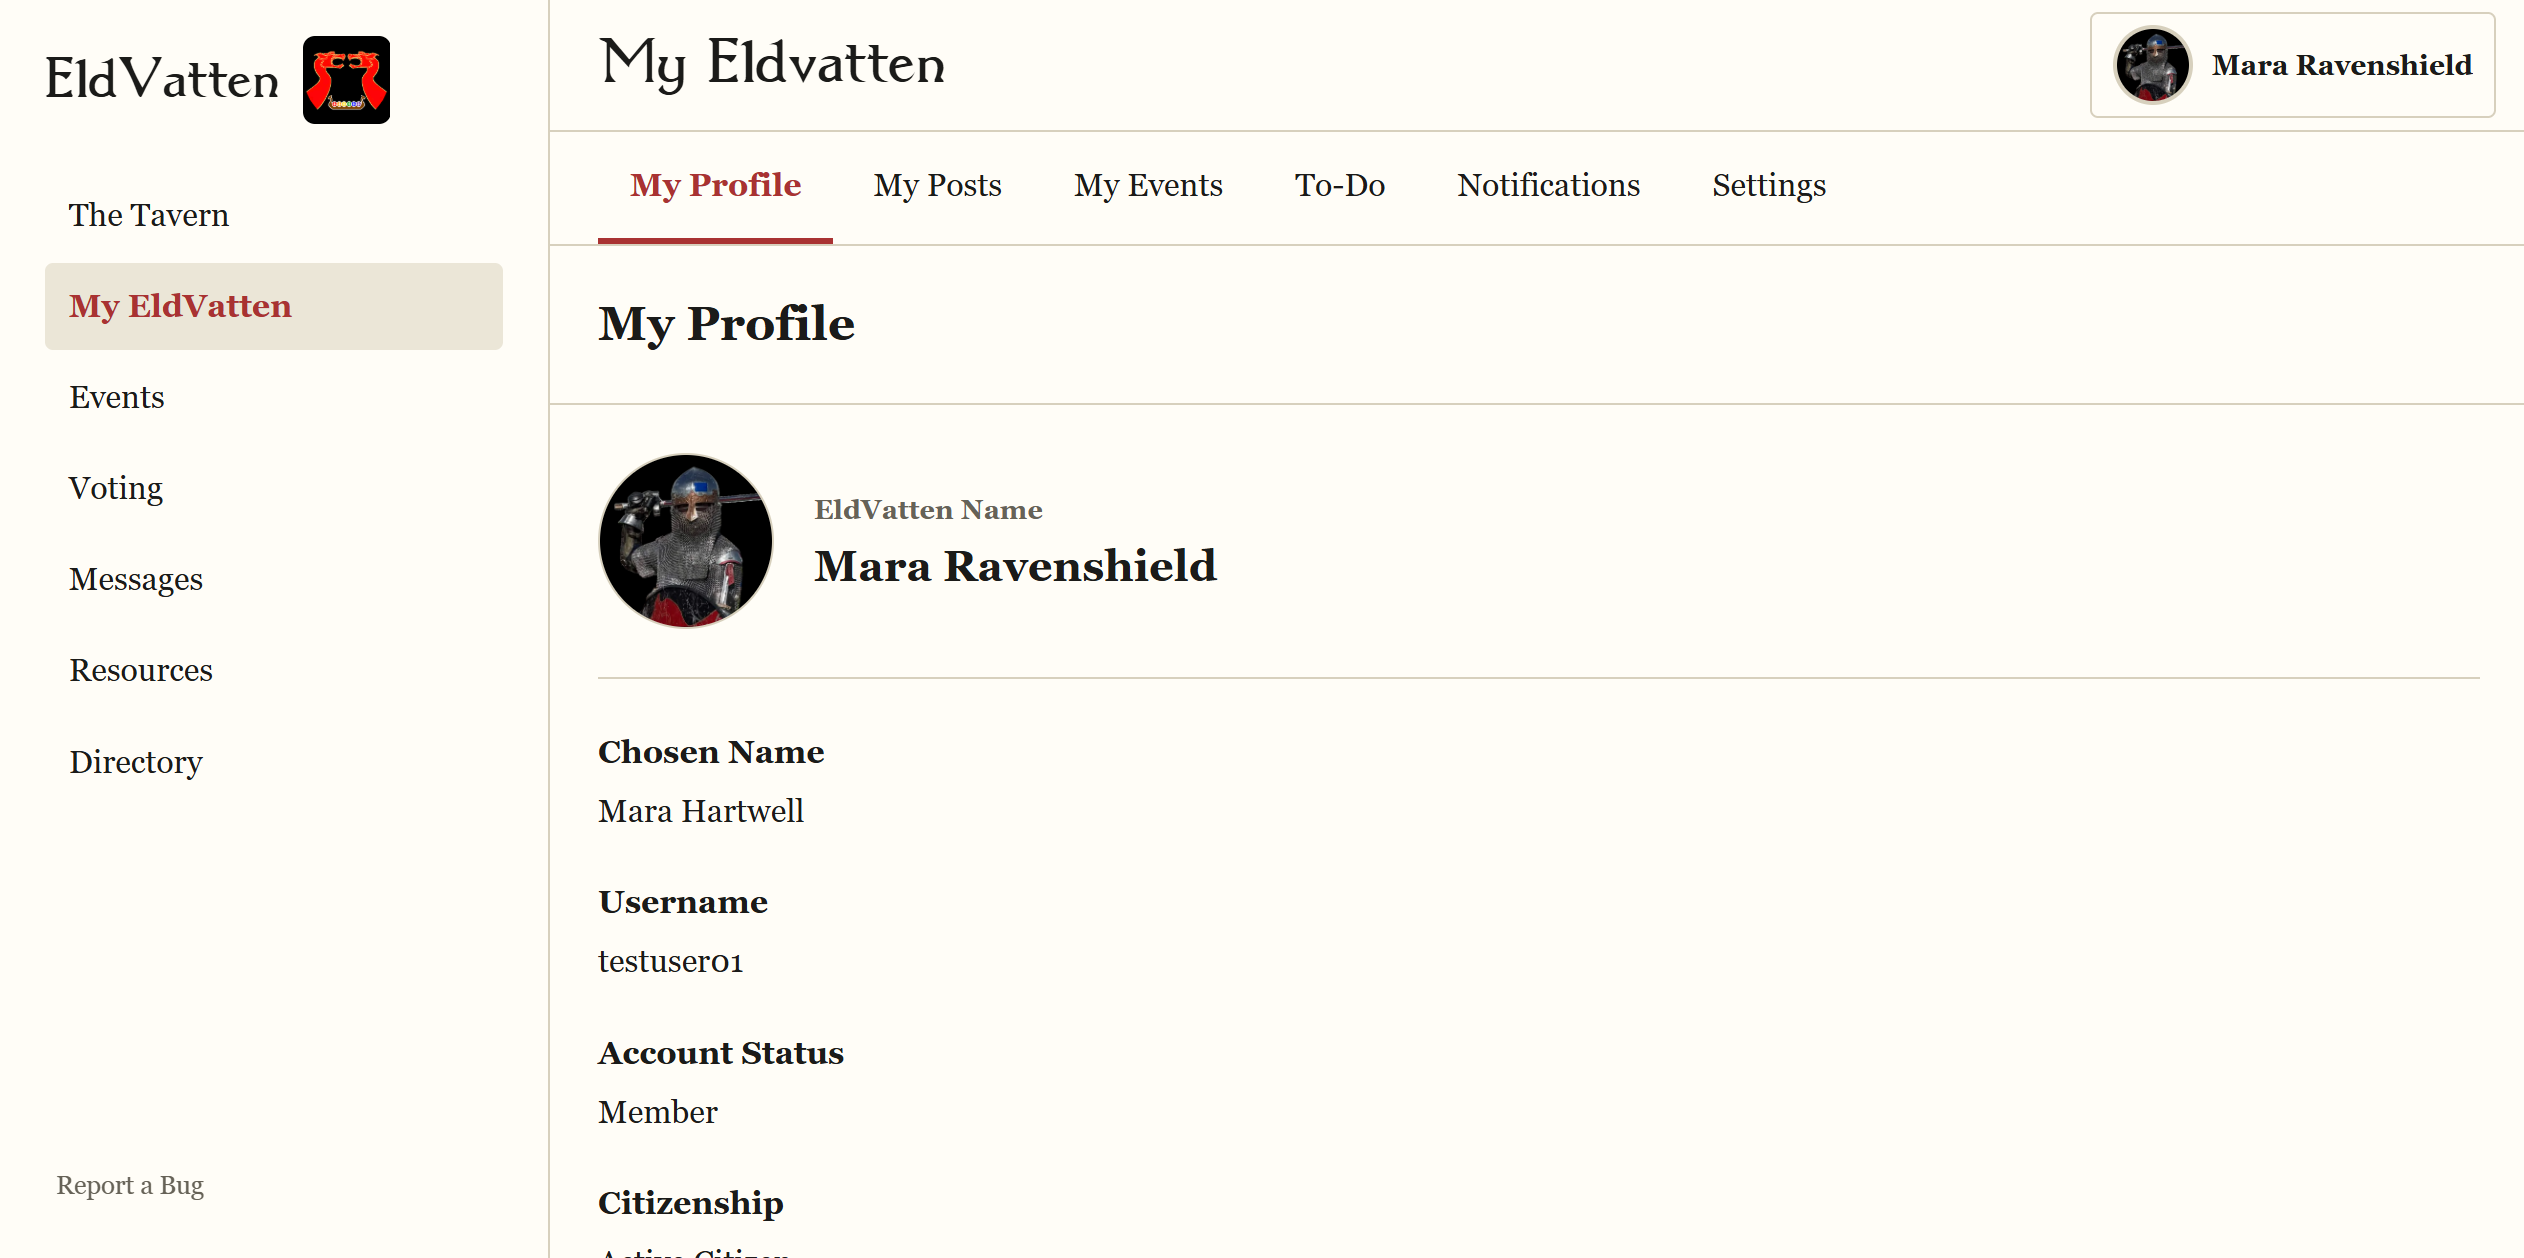 EldVatten
The Tavern
My EldVatten
Events
Voting
Messages
Resources
Directory
Report a Bug
My Eldvatten
Mara Ravenshield
My Profile
My Posts
My Events
To-Do
Notifications
Settings
My Profile
EldVatten Name
Mara Ravenshield
Chosen Name
Mara Hartwell
Username
testuser01
Account Status
Member
Citizenship
Active Citizen